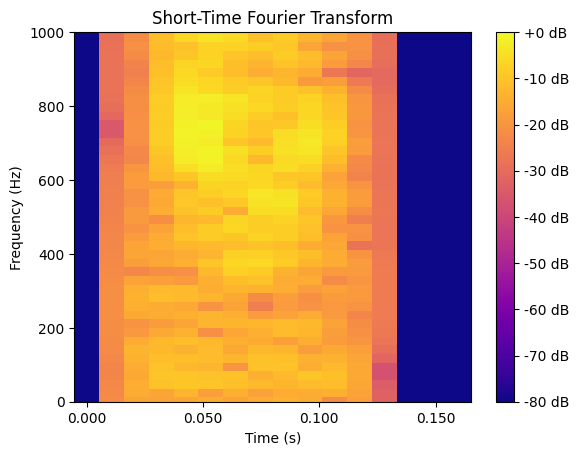 Short-Time Fourier Transform
1000
800
600
400
200
0
Frequency (Hz)
0.000
0.050
0.100
0.150
Time (s)
+0 dB
-10 dB
-20 dB
-30 dB
-40 dB
-50 dB
-60 dB
-70 dB
-80 dB